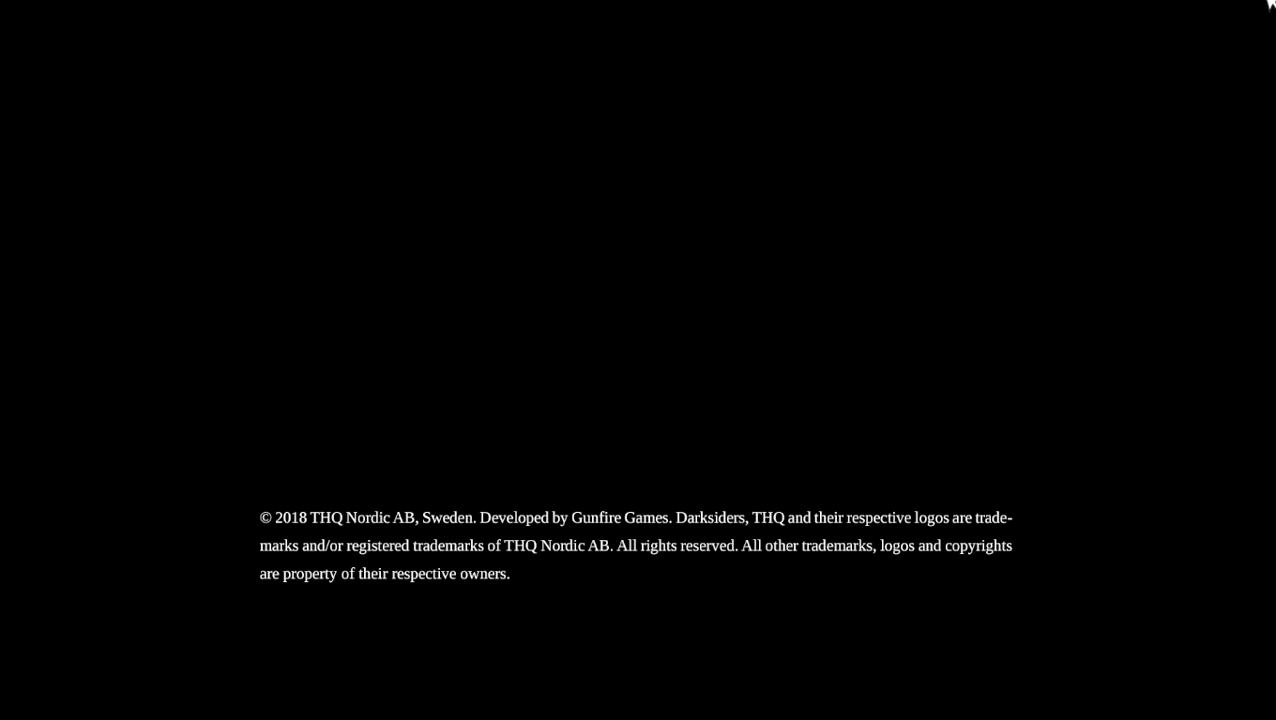 © 2018 THQ Nordic AB, Sweden. Developed by Gunfire Games. Darksiders, THQ and their respective logos are trade-
marks and/or registered trademarks of THQ Nordic AB. All rights reserved. All other trademarks, logos and copyrights
are property of their respective owners.